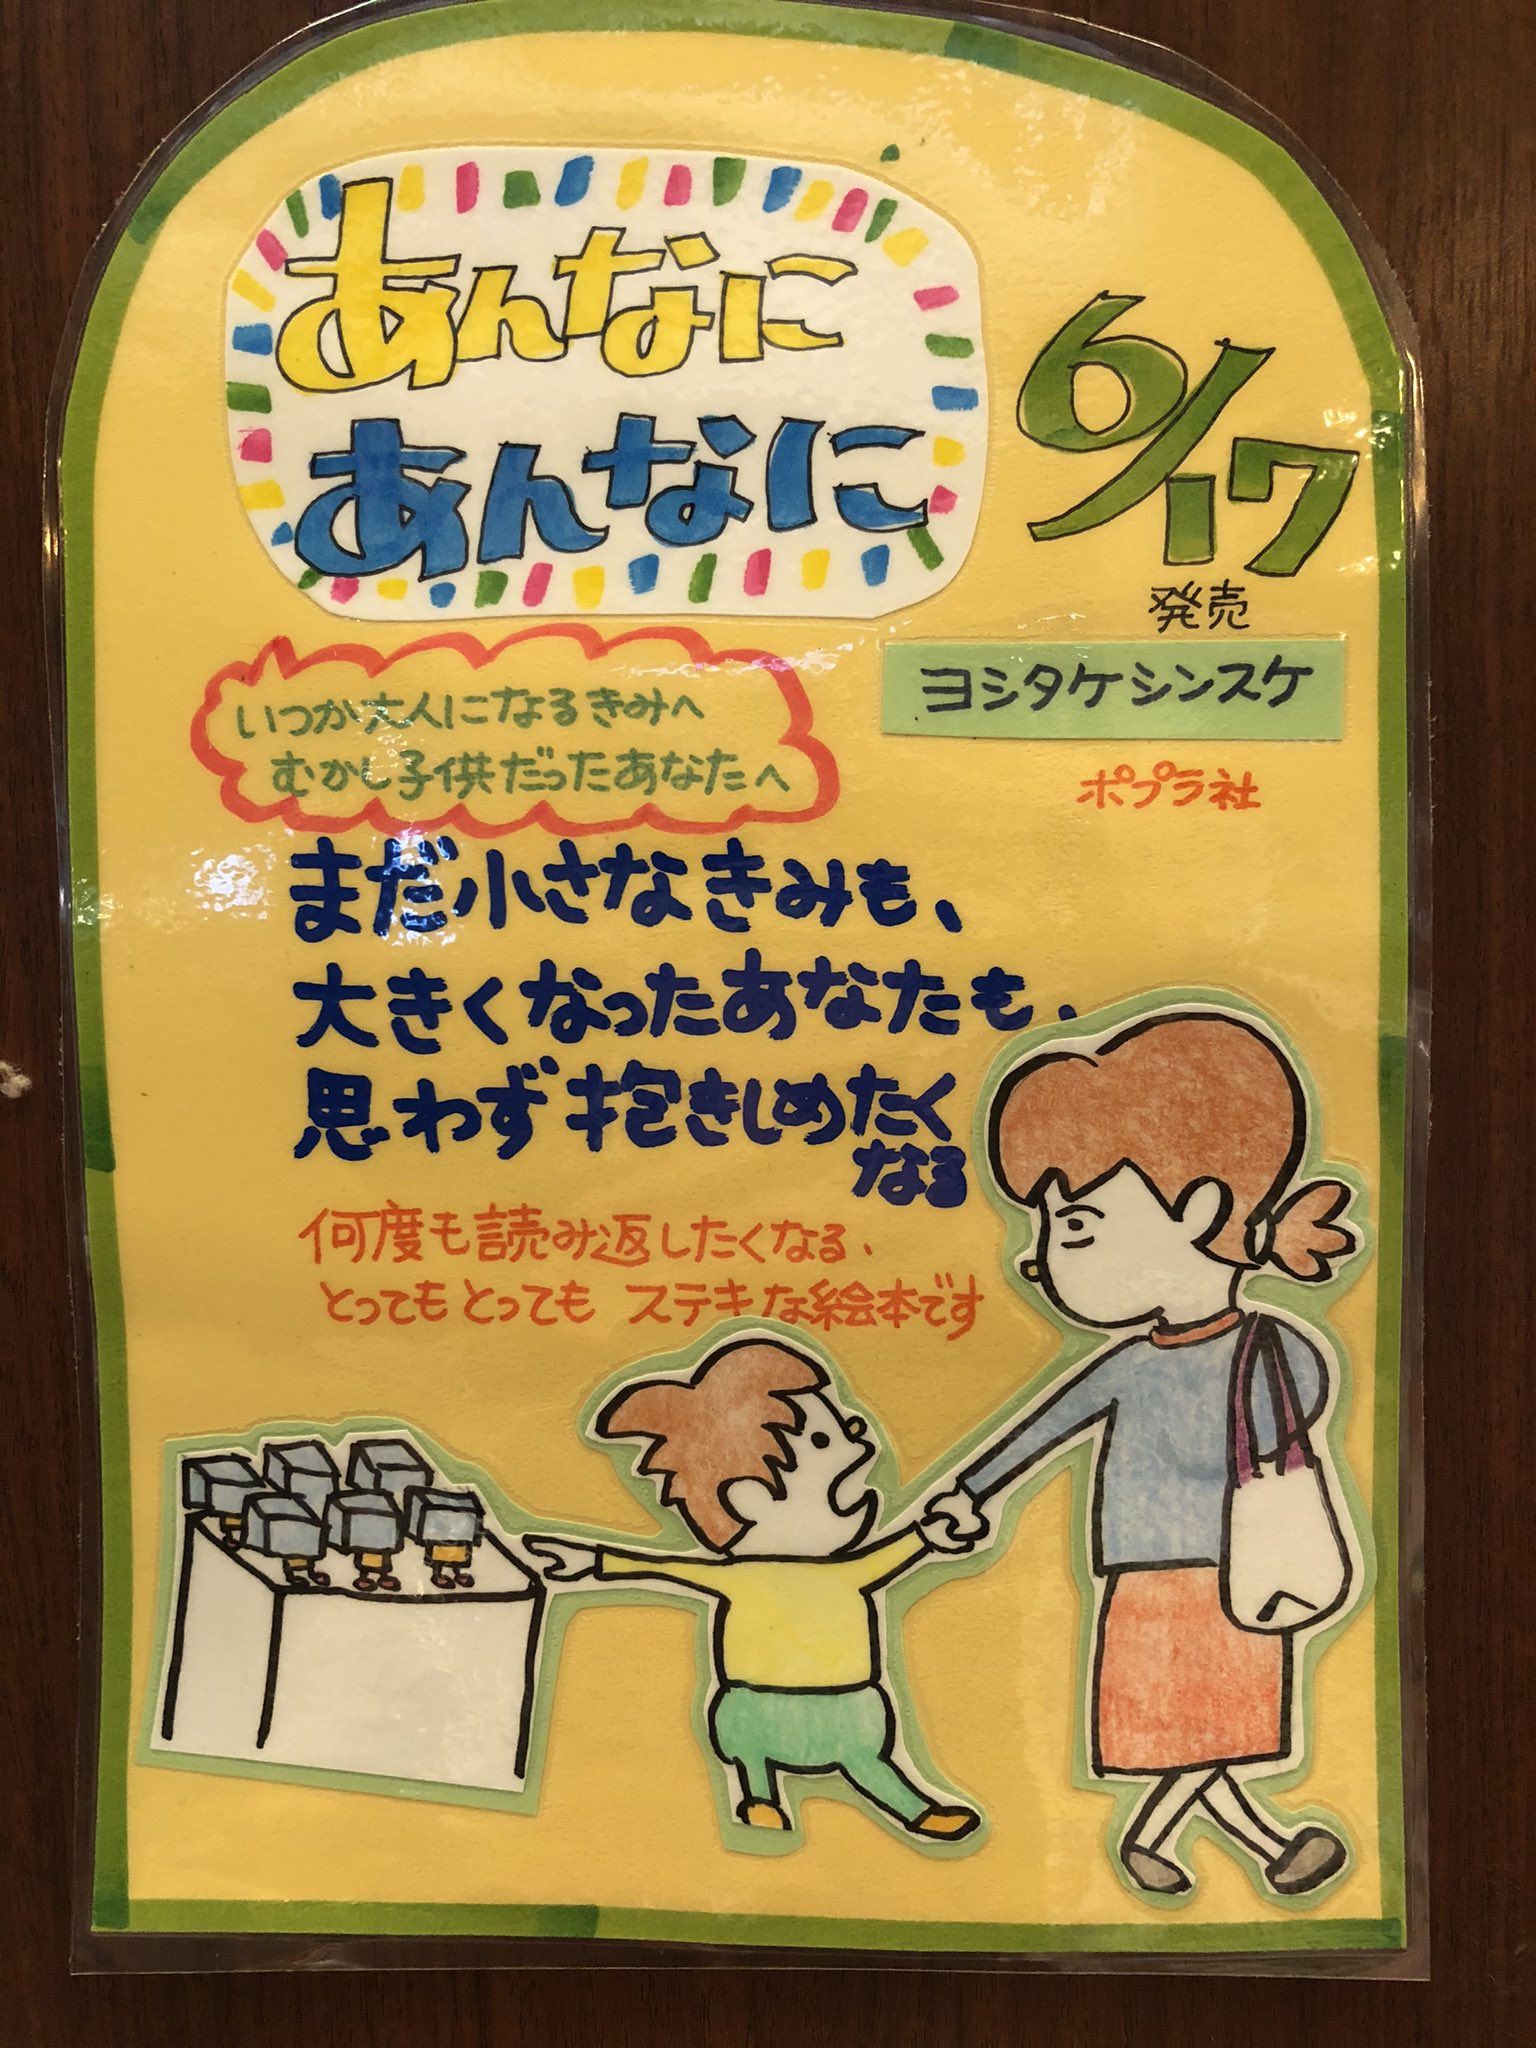 あんなに
あんなに
6/17
発売
ヨシタケシンスケ
ポプラ社
いつか大人になるきみへ
むかし子供だったあなたへ
まだ小さなきみも、
大きくなったあなたも、
思わず抱きしめたく
なる
何度も読み返したくなる、
とってもとっても ステキな絵本です